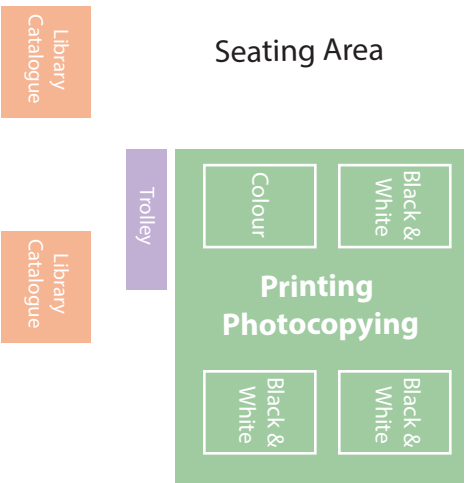 Library
Catalogue
Seating Area
Trolley
Colour
Black &
White
Printing
Photocopying
Library
Catalogue
Black &
White
Black &
White